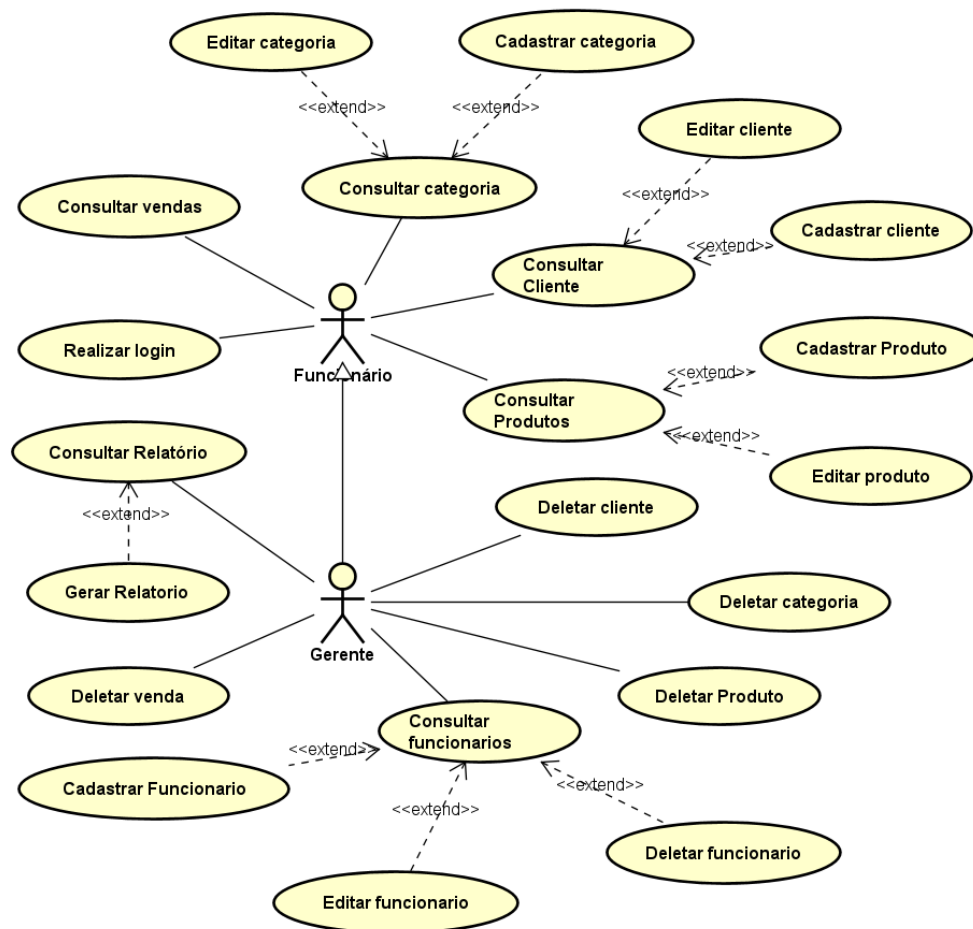 Editar categoria
Cadastrar categoria
<<extend>>
<<extend>>
Editar cliente
Consultar categoria
Consultar vendas
<<extend>>
Cadastrar cliente
<<extend>>
Consultar
Cliente
Realizar login
Cadastrar Produto
Funcionário
<<extend>>
Consultar
Produtos
<<extend>>
Consultar Relatório
Editar produto
Deletar cliente
<<extend>>
Gerar Relatorio
Deletar categoria
Gerente
Deletar venda
Deletar Produto
Consultar
funcionarios
<<extend>>
Cadastrar Funcionario
<<extend>>
<<extend>>
Deletar funcionario
Editar funcionario